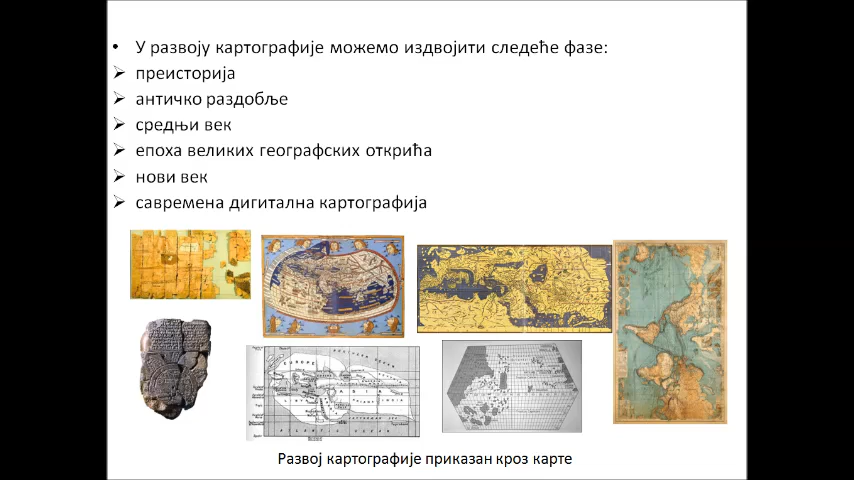 • У развоју картографије можемо издвојити следеће фазе:
➢ преисторија
➢ античко раздобље
➢ средњи век
➢ епоха великих географских открића
➢ нови век
➢ савремена дигитална картографија
Развој картографије приказан кроз карте